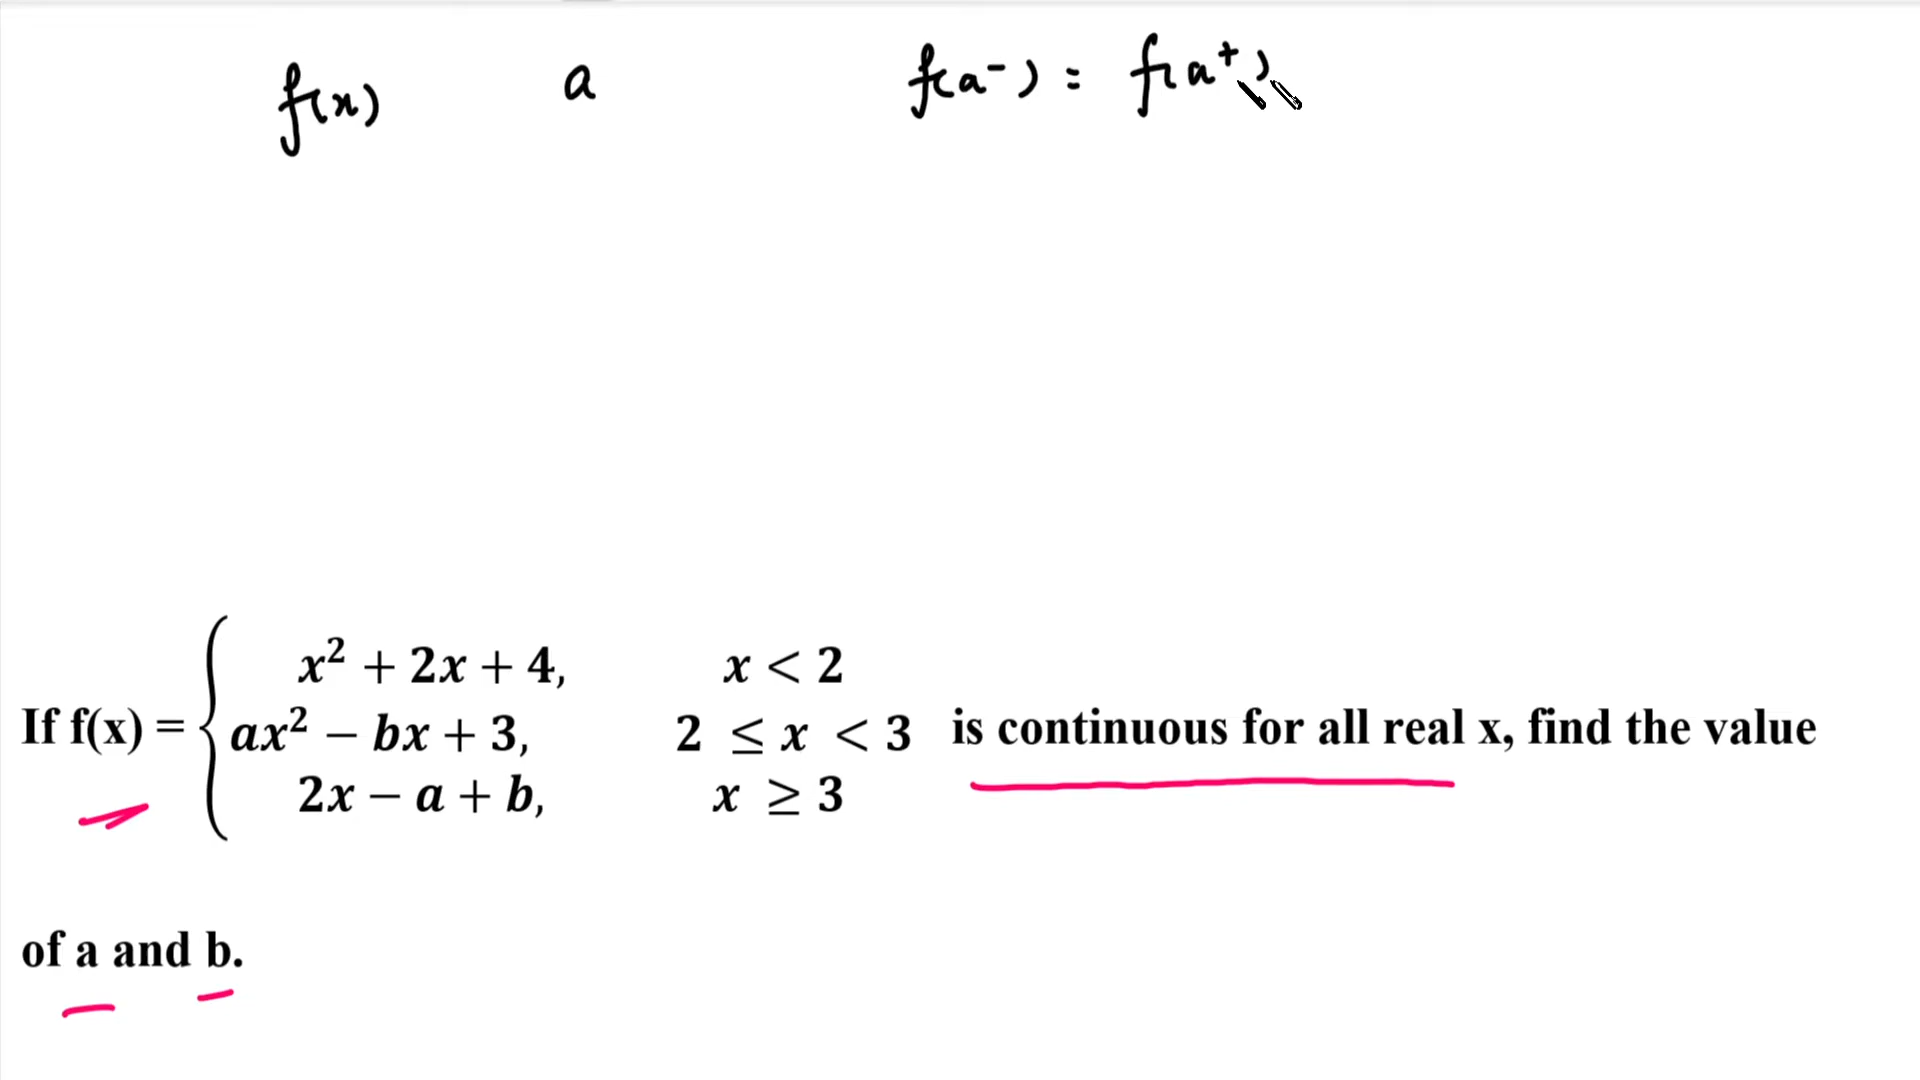 f(x) a f(a⁻) = f(a⁺)
If f(x) = { x² + 2x + 4, x < 2
ax² − bx + 3, 2 ≤ x < 3
2x − a + b, x ≥ 3
is continuous for all real x, find the value
of a and b.